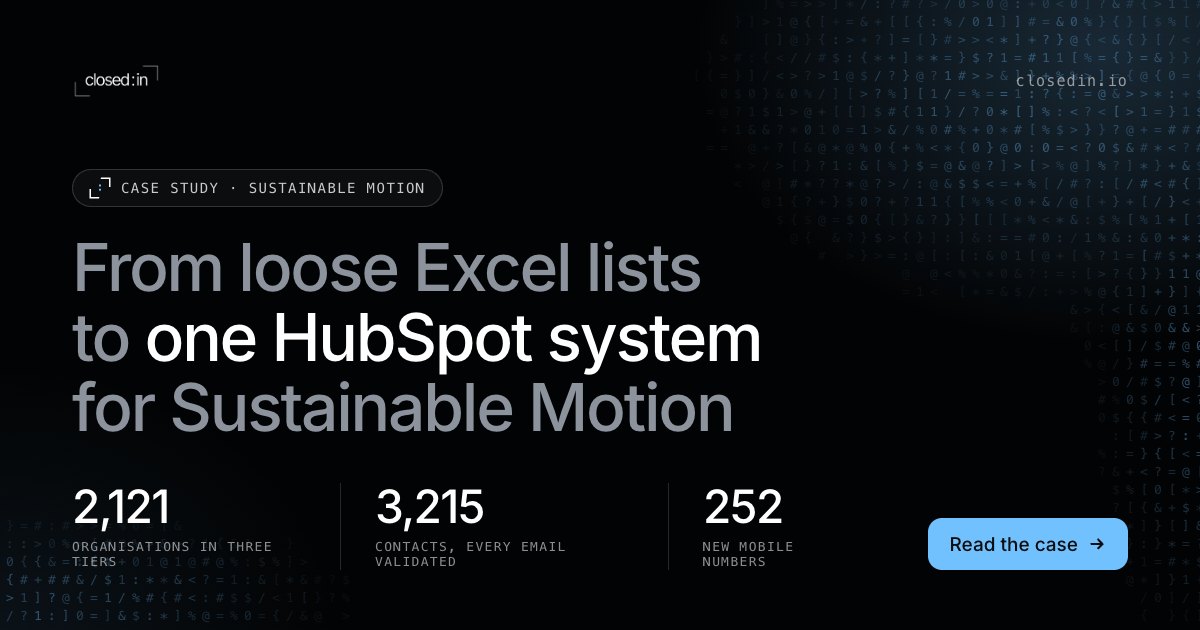 closed:in
closedin.io
CASE STUDY · SUSTAINABLE MOTION
From loose Excel lists
to one HubSpot system
for Sustainable Motion
2,121
ORGANISATIONS IN THREE
TIERS
3,215
CONTACTS, EVERY EMAIL
VALIDATED
252
NEW MOBILE
NUMBERS
Read the case →